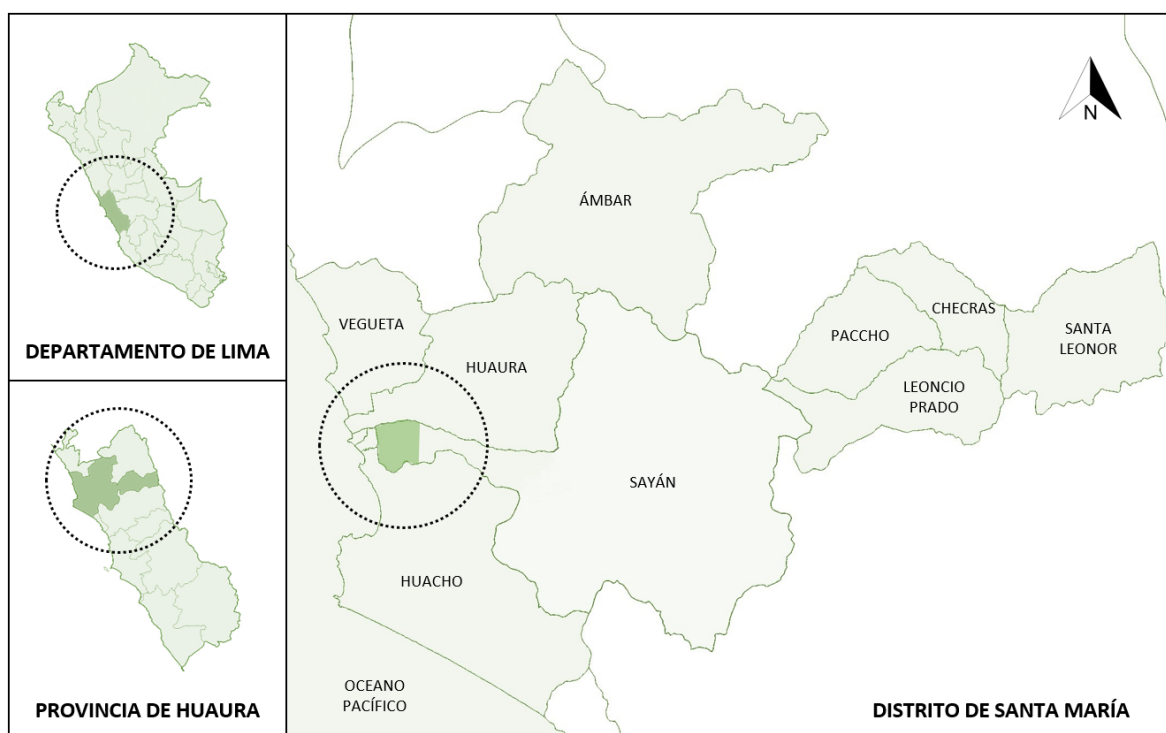 DEPARTAMENTO DE LIMA
PROVINCIA DE HUAURA
N
ÁMBAR
VEGUETA
HUAURA
CHECRAS
PACCHO
SANTA
LEONOR
LEONCIO
PRADO
SAYÁN
HUACHO
OCEANO
PACÍFICO
DISTRITO DE SANTA MARÍA